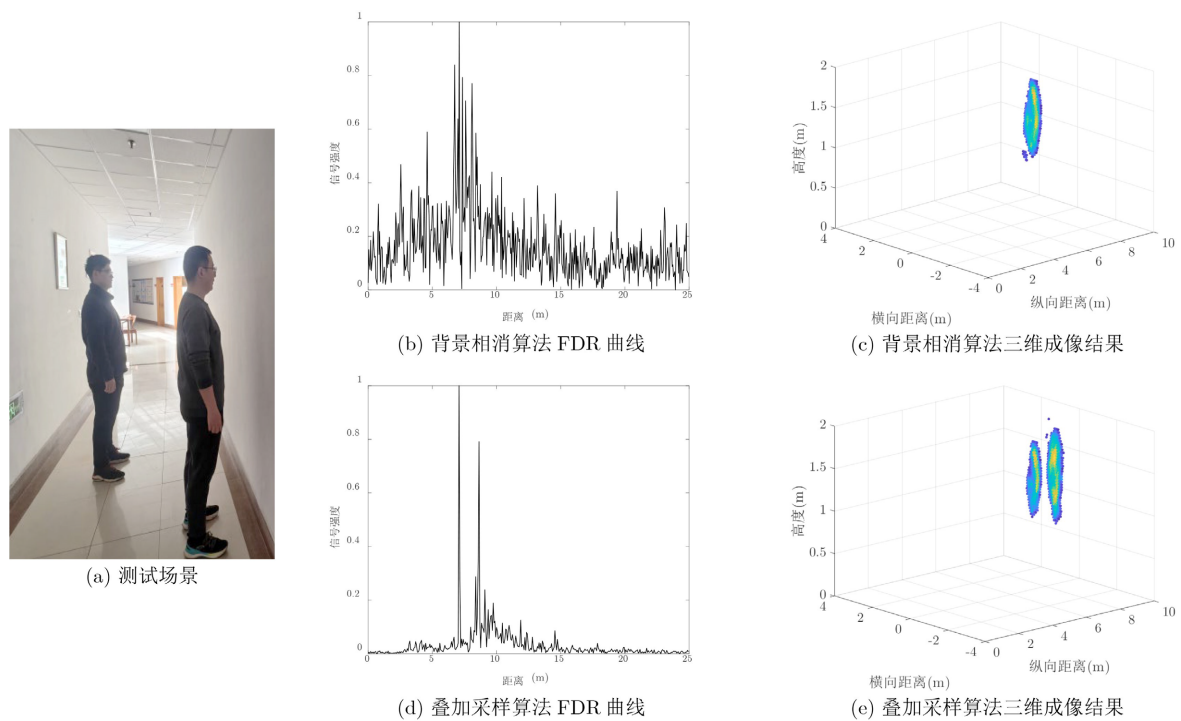 1
0.8
0.6
0.4
0.2
0
信号强度
0 5 10 15 20 25
距离 (m)
(b) 背景相消算法 FDR 曲线
2
1.5
1
0.5
0
高度(m)
4 2 0 -2 -4
横向距离(m)
0 2 4 6 8 10
纵向距离(m)
(c) 背景相消算法三维成像结果
(a) 测试场景
1
0.8
0.6
0.4
0.2
0
信号强度
0 5 10 15 20 25
距离 (m)
(d) 叠加采样算法 FDR 曲线
2
1.5
1
0.5
0
高度(m)
4 2 0 -2 -4
横向距离(m)
0 2 4 6 8 10
纵向距离(m)
(e) 叠加采样算法三维成像结果